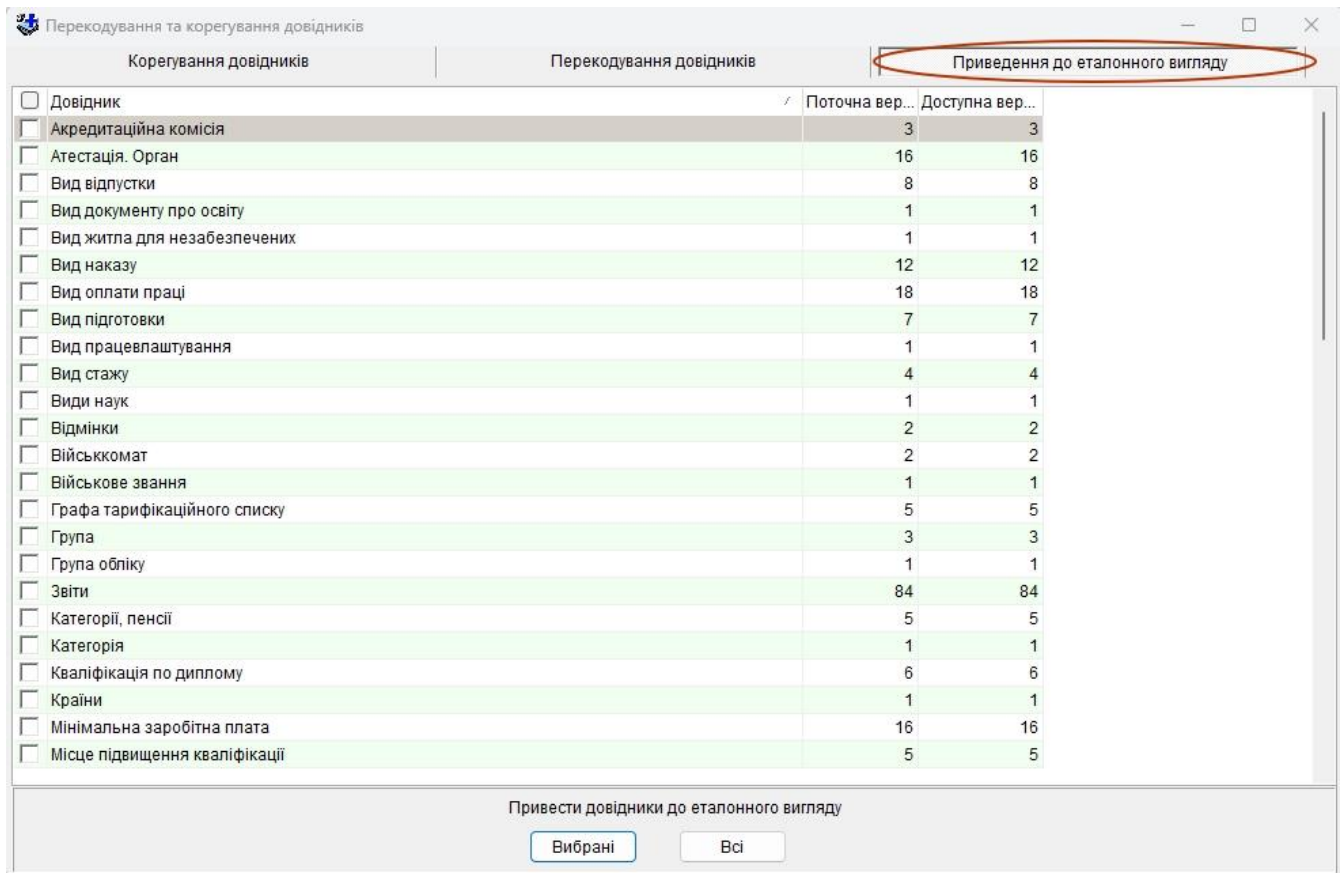 Перекодування та корегування довідників
Корегування довідників Перекодування довідників Приведення до еталонного вигляду
Довідник Поточна вер... Доступна вер...
Акредитаційна комісія 3 3
Атестація. Орган 16 16
Вид відпустки 8 8
Вид документу про освіту 1 1
Вид житла для незабезпечених 1 1
Вид наказу 12 12
Вид оплати праці 18 18
Вид підготовки 7 7
Вид працевлаштування 1 1
Вид стажу 4 4
Види наук 1 1
Відмінки 2 2
Військкомат 2 2
Військове звання 1 1
Графа тарифікаційного списку 5 5
Група 3 3
Група обліку 1 1
Звіти 84 84
Категорії, пенсії 5 5
Категорія 1 1
Кваліфікація по диплому 6 6
Країни 1 1
Мінімальна заробітна плата 16 16
Місце підвищення кваліфікації 5 5
Привести довідники до еталонного вигляду
Вибрані Всі